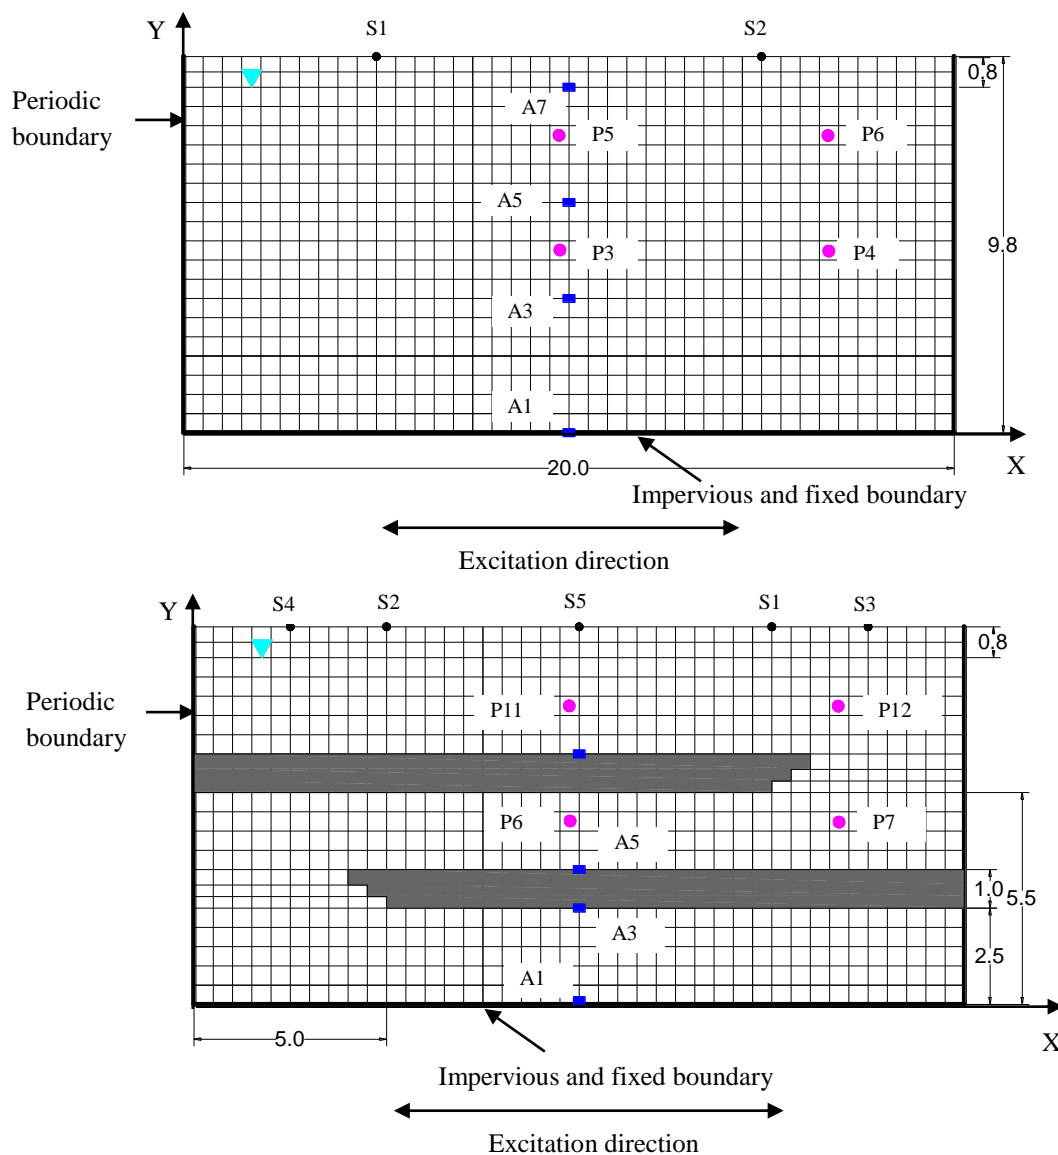 Y
S1
S2
0.8
Periodic
boundary
A7
P5
P6
A5
P3
P4
9.8
A3
A1
20.0
X
Impervious and fixed boundary
Excitation direction
Y
S4
S2
S5
S1
S3
0.8
Periodic
boundary
P11
P12
P6
P7
A5
1.0
5.5
A3
2.5
A1
5.0
X
Impervious and fixed boundary
Excitation direction